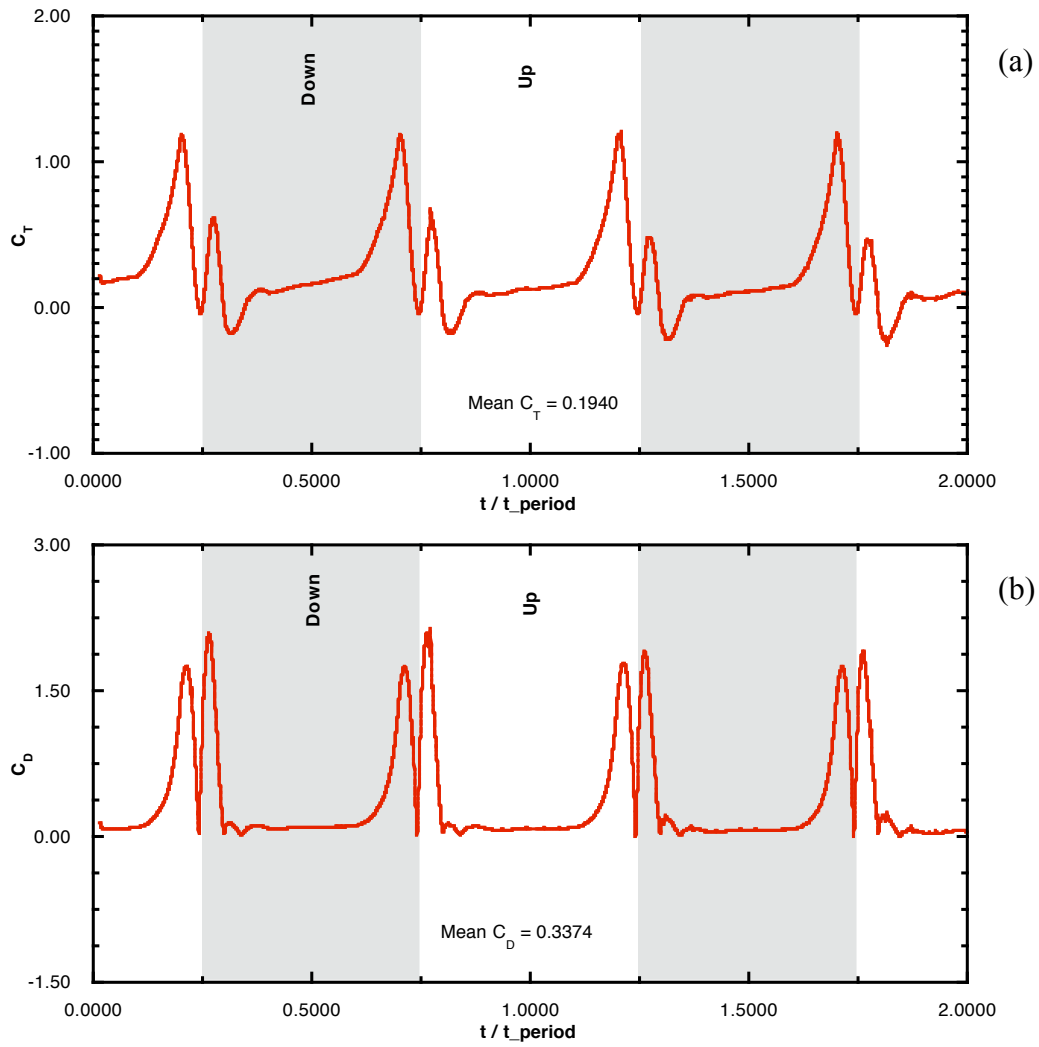 2.00
(a)
Down
Up
1.00
C_T
0.00
Mean C_T = 0.1940
-1.00
0.0000 0.5000 1.0000 1.5000 2.0000
t / t_period
3.00
(b)
Down
Up
1.50
C_D
0.00
Mean C_D = 0.3374
-1.50
0.0000 0.5000 1.0000 1.5000 2.0000
t / t_period